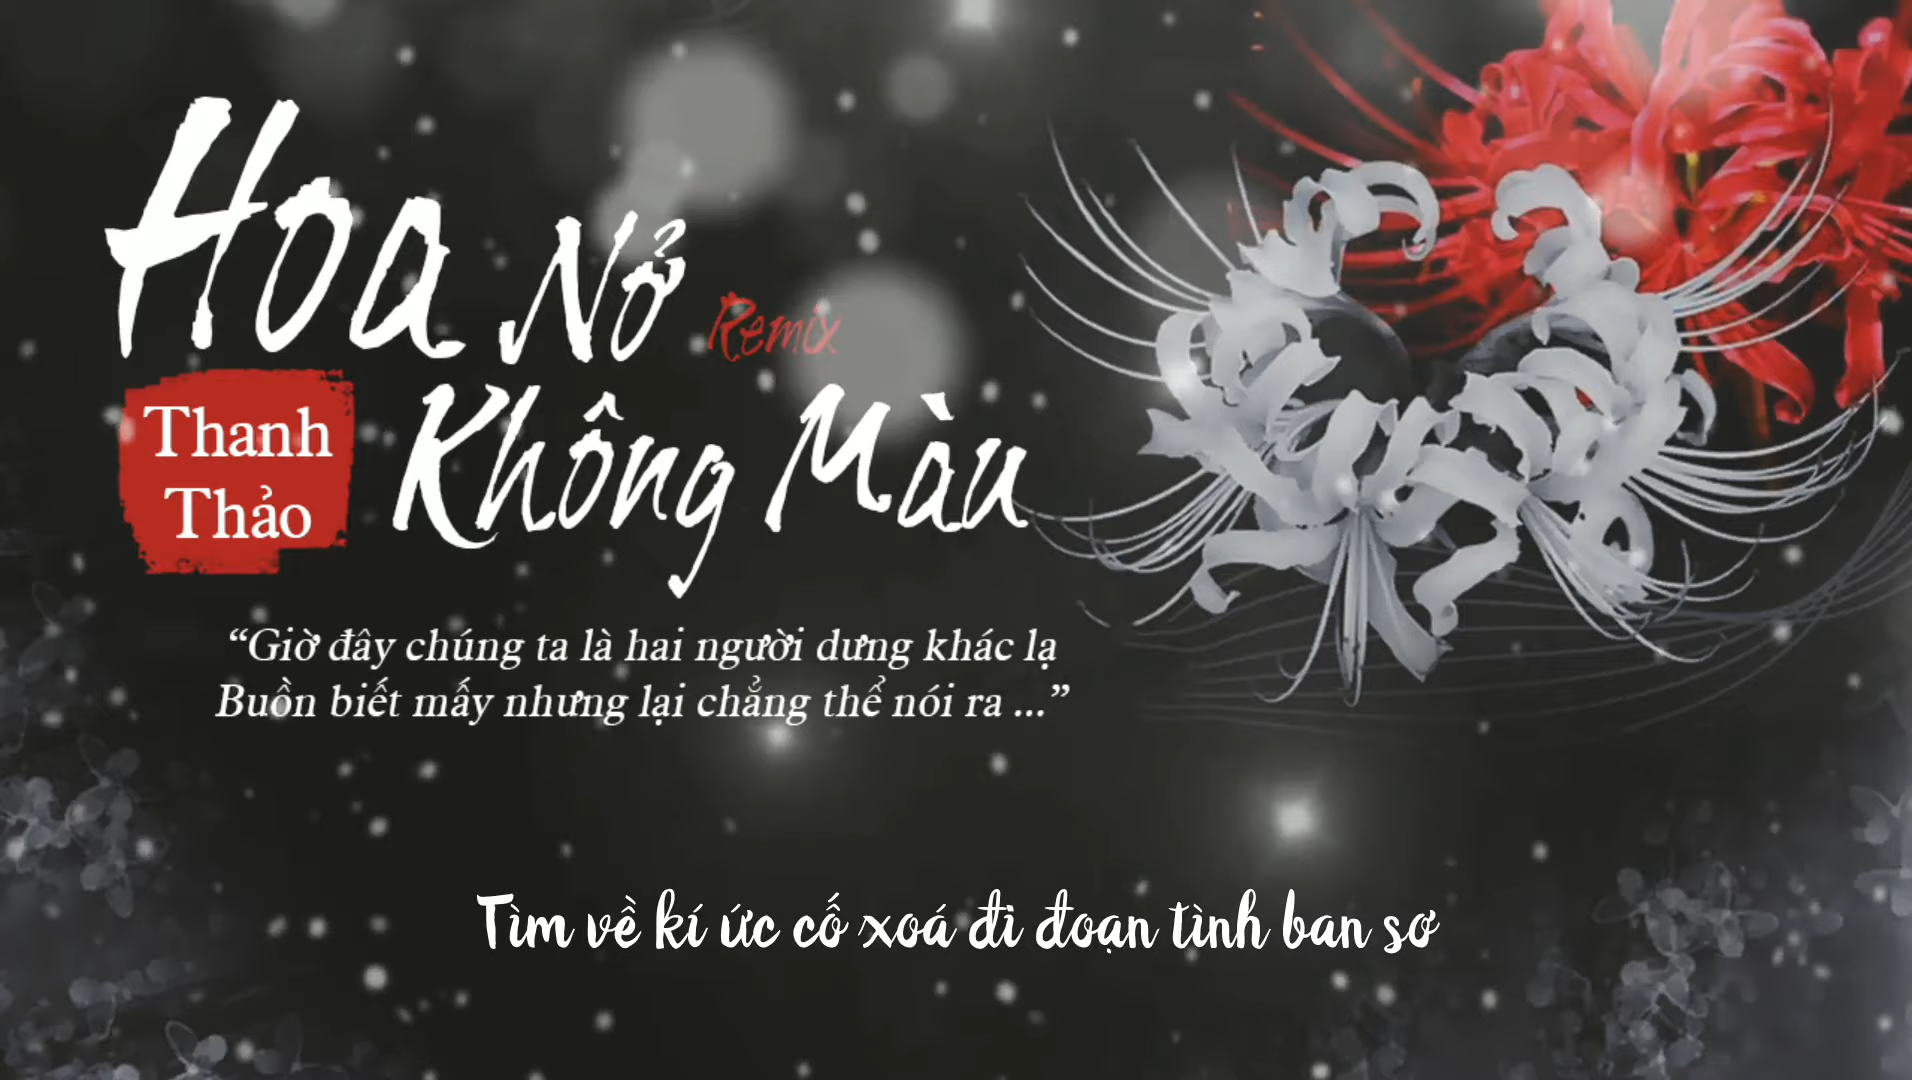 Hoa Nở Remix
Thanh
Thảo
Không Màu
“Giờ đây chúng ta là hai người dưng khác lạ
Buồn biết mấy nhưng lại chẳng thể nói ra ...”
Tìm về kí ức cố xoá đi đoạn tình ban sơ